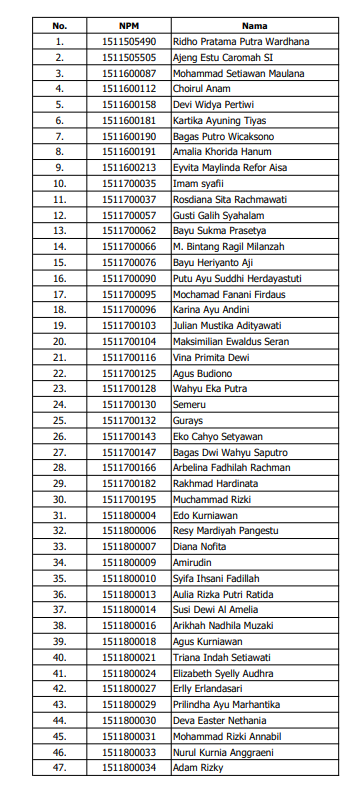 No. NPM Nama
1. 1511505490 Ridho Pratama Putra Wardhana
2. 1511505505 Ajeng Estu Caromah SI
3. 1511600087 Mohammad Setiawan Maulana
4. 1511600112 Choirul Anam
5. 1511600158 Devi Widya Pertiwi
6. 1511600181 Kartika Ayuning Tiyas
7. 1511600190 Bagas Putro Wicaksono
8. 1511600191 Amalia Khorida Hanum
9. 1511600213 Eyvita Maylinda Refor Aisa
10. 1511700035 Imam syafii
11. 1511700037 Rosdiana Sita Rachmawati
12. 1511700057 Gusti Galih Syahalam
13. 1511700062 Bayu Sukma Prasetya
14. 1511700066 M. Bintang Ragil Milanzah
15. 1511700076 Bayu Heriyanto Aji
16. 1511700090 Putu Ayu Suddhi Herdayastuti
17. 1511700095 Mochamad Fanani Firdaus
18. 1511700096 Karina Ayu Andini
19. 1511700103 Julian Mustika Adityawati
20. 1511700104 Maksimilian Ewaldus Seran
21. 1511700116 Vina Primita Dewi
22. 1511700125 Agus Budiono
23. 1511700128 Wahyu Eka Putra
24. 1511700130 Semeru
25. 1511700132 Gurays
26. 1511700143 Eko Cahyo Setyawan
27. 1511700147 Bagas Dwi Wahyu Saputro
28. 1511700166 Arbelina Fadhilah Rachman
29. 1511700182 Rakhmad Hardinata
30. 1511700195 Muchammad Rizki
31. 1511800004 Edo Kurniawan
32. 1511800006 Resy Mardiyah Pangestu
33. 1511800007 Diana Nofita
34. 1511800009 Amirudin
35. 1511800010 Syifa Ihsani Fadillah
36. 1511800013 Aulia Rizka Putri Ratida
37. 1511800014 Susi Dewi Al Amelia
38. 1511800016 Arikhah Nadhila Muzaki
39. 1511800018 Agus Kurniawan
40. 1511800021 Triana Indah Setiawati
41. 1511800024 Elizabeth Syelly Audhra
42. 1511800027 Erlly Erlandasari
43. 1511800029 Prilindha Ayu Marhantika
44. 1511800030 Deva Easter Nethania
45. 1511800031 Mohammad Rizki Annabil
46. 1511800033 Nurul Kurnia Anggraeni
47. 1511800034 Adam Rizky